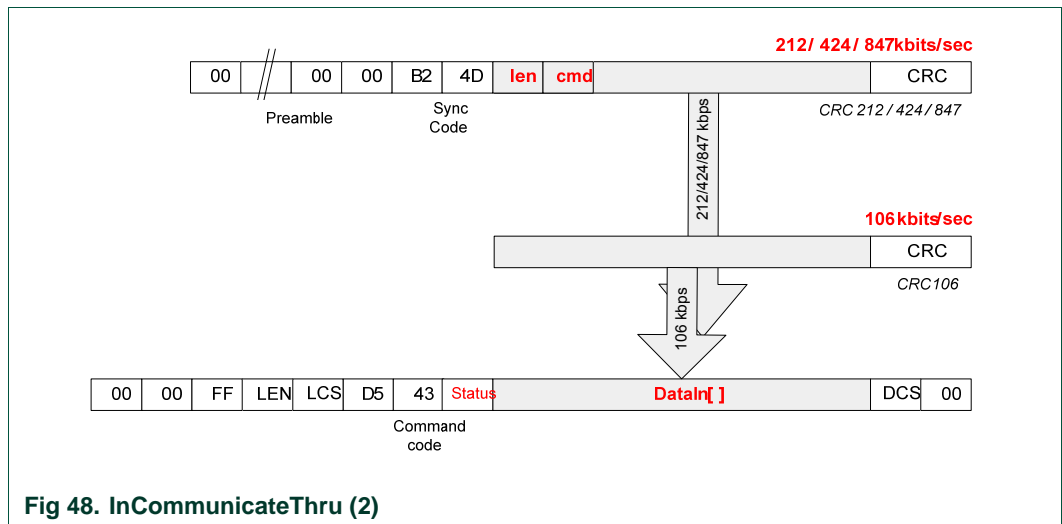 212/ 424/ 847kbits/sec
00 00 00 B2 4D len cmd CRC
Preamble
Sync
Code
CRC 212 / 424 / 847
212/424/847 kbps
106 kbits/sec
CRC
CRC106
106 kbps
00 00 FF LEN LCS D5 43 Status DataIn[ ] DCS 00
Command
code
Fig 48. InCommunicateThru (2)